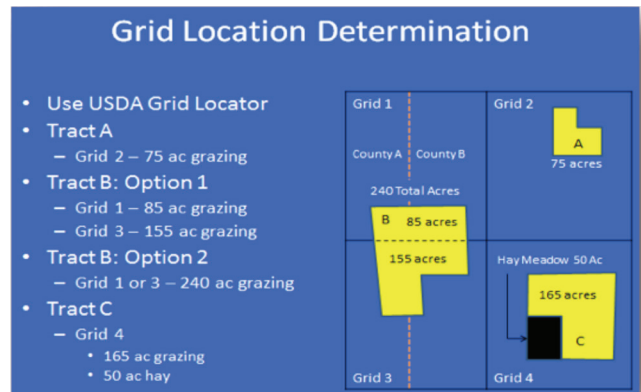 Grid Location Determination
• Use USDA Grid Locator
• Tract A
– Grid 2 – 75 ac grazing
• Tract B: Option 1
– Grid 1 – 85 ac grazing
– Grid 3 – 155 ac grazing
• Tract B: Option 2
– Grid 1 or 3 – 240 ac grazing
• Tract C
– Grid 4
• 165 ac grazing
• 50 ac hay
Grid 1
Grid 2
County A
County B
A
75 acres
240 Total Acres
B
85 acres
155 acres
Hay Meadow 50 Ac
165 acres
C
Grid 3
Grid 4